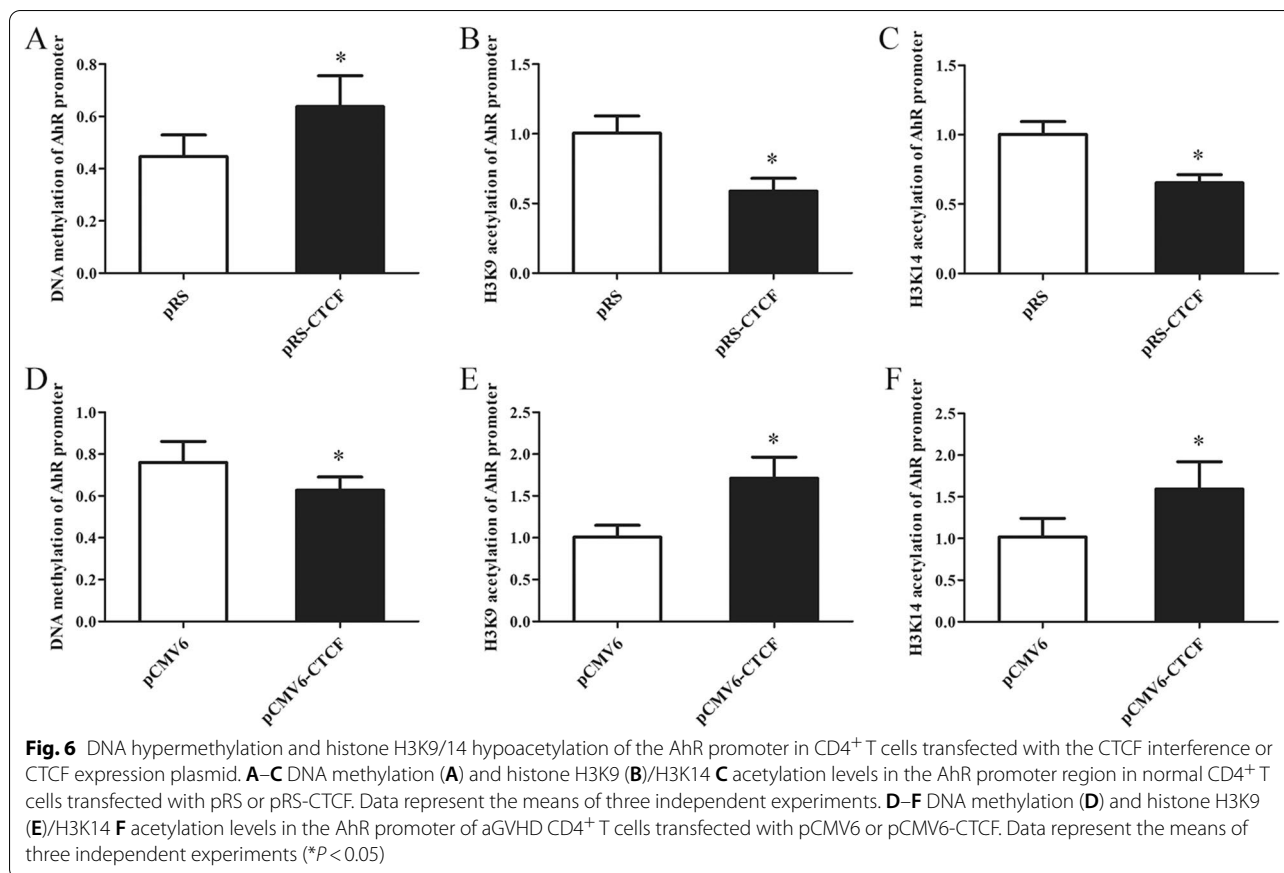 A
DNA methylation of AhR promoter
0.8
0.6
0.4
0.2
0.0
*
pRS
pRS-CTCF
B
H3K9 acetylation of AhR promoter
1.5
1.0
0.5
0.0
*
pRS
pRS-CTCF
C
H3K14 acetylation of AhR promoter
1.5
1.0
0.5
0.0
*
pRS
pRS-CTCF
D
DNA methylation of AhR promoter
1.0
0.8
0.6
0.4
0.2
0.0
*
pCMV6
pCMV6-CTCF
E
H3K9 acetylation of AhR promoter
2.5
2.0
1.5
1.0
0.5
0.0
*
pCMV6
pCMV6-CTCF
F
H3K14 acetylation of AhR promoter
2.5
2.0
1.5
1.0
0.5
0.0
*
pCMV6
pCMV6-CTCF
Fig. 6 DNA hypermethylation and histone H3K9/14 hypoacetylation of the AhR promoter in CD4+ T cells transfected with the CTCF interference or
CTCF expression plasmid. A–C DNA methylation (A) and histone H3K9 (B)/H3K14 C acetylation levels in the AhR promoter region in normal CD4+ T
cells transfected with pRS or pRS-CTCF. Data represent the means of three independent experiments. D–F DNA methylation (D) and histone H3K9
(E)/H3K14 F acetylation levels in the AhR promoter of aGVHD CD4+ T cells transfected with pCMV6 or pCMV6-CTCF. Data represent the means of
three independent experiments (*P < 0.05)